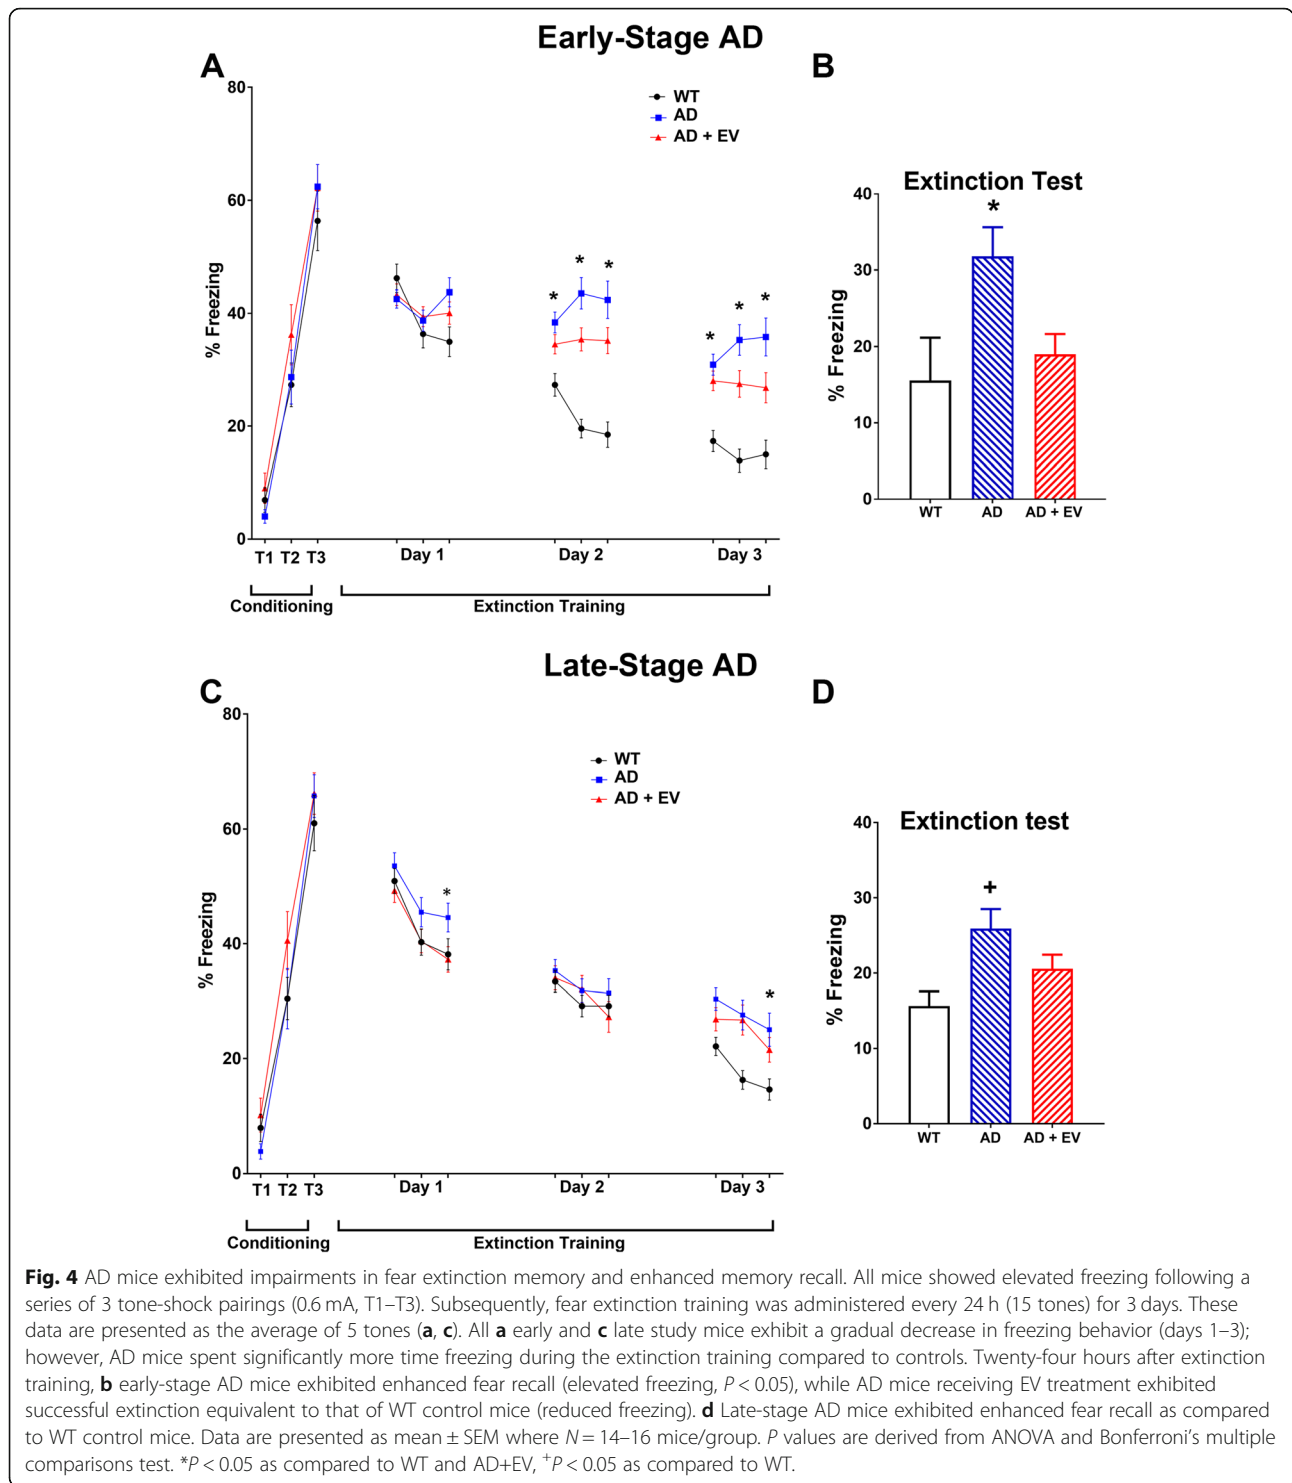 Early-Stage AD
A
80
60
40
20
0
% Freezing
WT
AD
AD + EV
*
*
*
*
*
*
T1 T2 T3
Day 1
Day 2
Day 3
Conditioning
Extinction Training
B
Extinction Test
40
30
20
10
0
% Freezing
*
WT
AD
AD + EV
Late-Stage AD
C
80
60
40
20
0
% Freezing
WT
AD
AD + EV
*
*
T1 T2 T3
Day 1
Day 2
Day 3
Conditioning
Extinction Training
D
Extinction test
40
30
20
10
0
% Freezing
+
WT
AD
AD + EV
Fig. 4 AD mice exhibited impairments in fear extinction memory and enhanced memory recall. All mice showed elevated freezing following a
series of 3 tone-shock pairings (0.6 mA, T1–T3). Subsequently, fear extinction training was administered every 24 h (15 tones) for 3 days. These
data are presented as the average of 5 tones (a, c). All a early and c late study mice exhibit a gradual decrease in freezing behavior (days 1–3);
however, AD mice spent significantly more time freezing during the extinction training compared to controls. Twenty-four hours after extinction
training, b early-stage AD mice exhibited enhanced fear recall (elevated freezing, P < 0.05), while AD mice receiving EV treatment exhibited
successful extinction equivalent to that of WT control mice (reduced freezing). d Late-stage AD mice exhibited enhanced fear recall as compared
to WT control mice. Data are presented as mean ± SEM where N = 14–16 mice/group. P values are derived from ANOVA and Bonferroni's multiple
comparisons test. *P < 0.05 as compared to WT and AD+EV, +P < 0.05 as compared to WT.